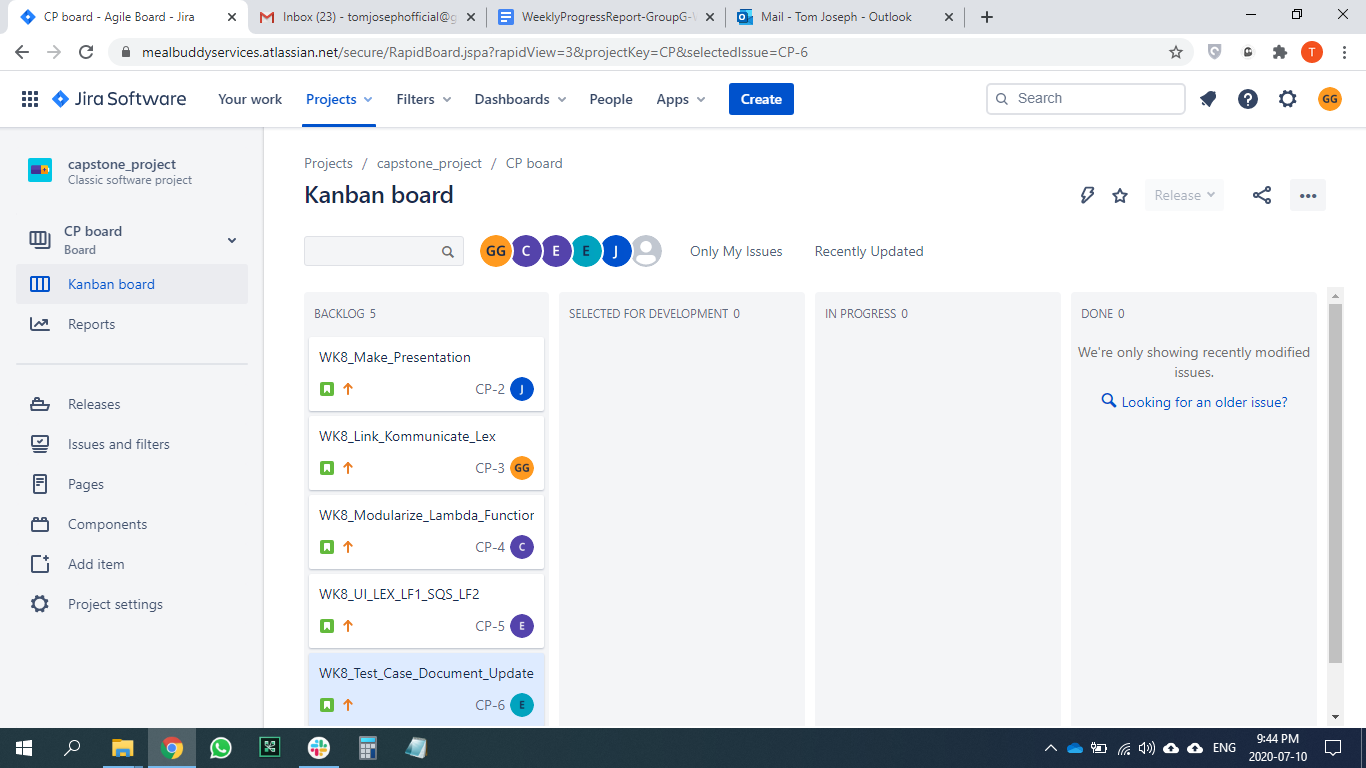 CP board - Agile Board - Jira
Inbox (23) - tomjosephofficial@g
WeeklyProgressReport-GroupG-
Mail - Tom Joseph - Outlook
mealbuddyservices.atlassian.net/secure/RapidBoard.jspa?rapidView=3&projectKey=CP&selectedIssue=CP-6
T
Jira Software
Your work
Projects
Filters
Dashboards
People
Apps
Create
Search
GG
capstone_project
Classic software project
CP board
Board
Kanban board
Reports
Releases
Issues and filters
Pages
Components
Add item
Project settings
Projects / capstone_project / CP board
Kanban board
Release
GG C E E J
Only My Issues
Recently Updated
BACKLOG 5
WK8_Make_Presentation
CP-2 J
WK8_Link_Kommunicate_Lex
CP-3 GG
WK8_Modularize_Lambda_Function
CP-4 C
WK8_UI_LEX_LF1_SQS_LF2
CP-5 E
WK8_Test_Case_Document_Update
CP-6 E
SELECTED FOR DEVELOPMENT 0
IN PROGRESS 0
DONE 0
We're only showing recently modified
issues.
Looking for an older issue?
ENG
9:44 PM
2020-07-10